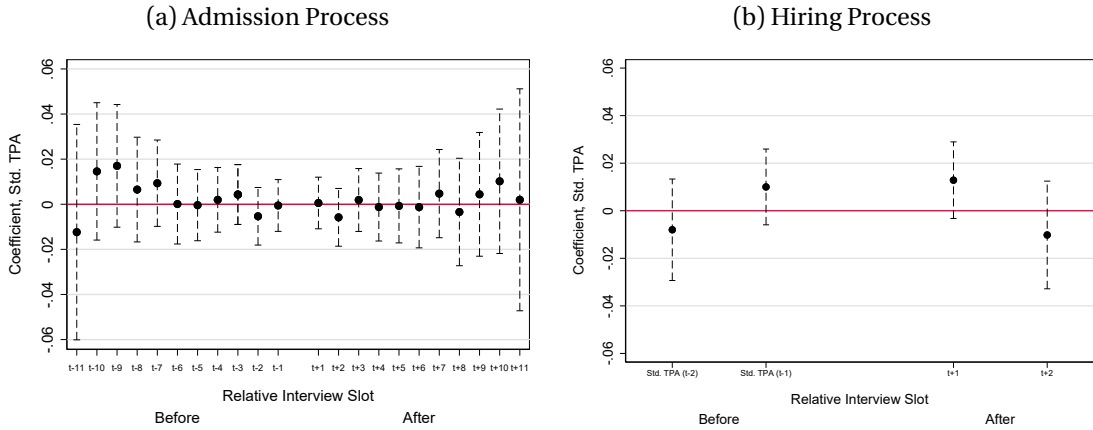 (a) Admission Process
Coefficient, Std. TPA
.06
.04
.02
0
-.02
-.04
-.06
t-11 t-10 t-9 t-8 t-7 t-6 t-5 t-4 t-3 t-2 t-1 t+1 t+2 t+3 t+4 t+5 t+6 t+7 t+8 t+9 t+10 t+11
Relative Interview Slot
Before After
(b) Hiring Process
Coefficient, Std. TPA
.06
.04
.02
0
-.02
-.04
-.06
Std. TPA (t-2) Std. TPA (t-1) t+1 t+2
Relative Interview Slot
Before After